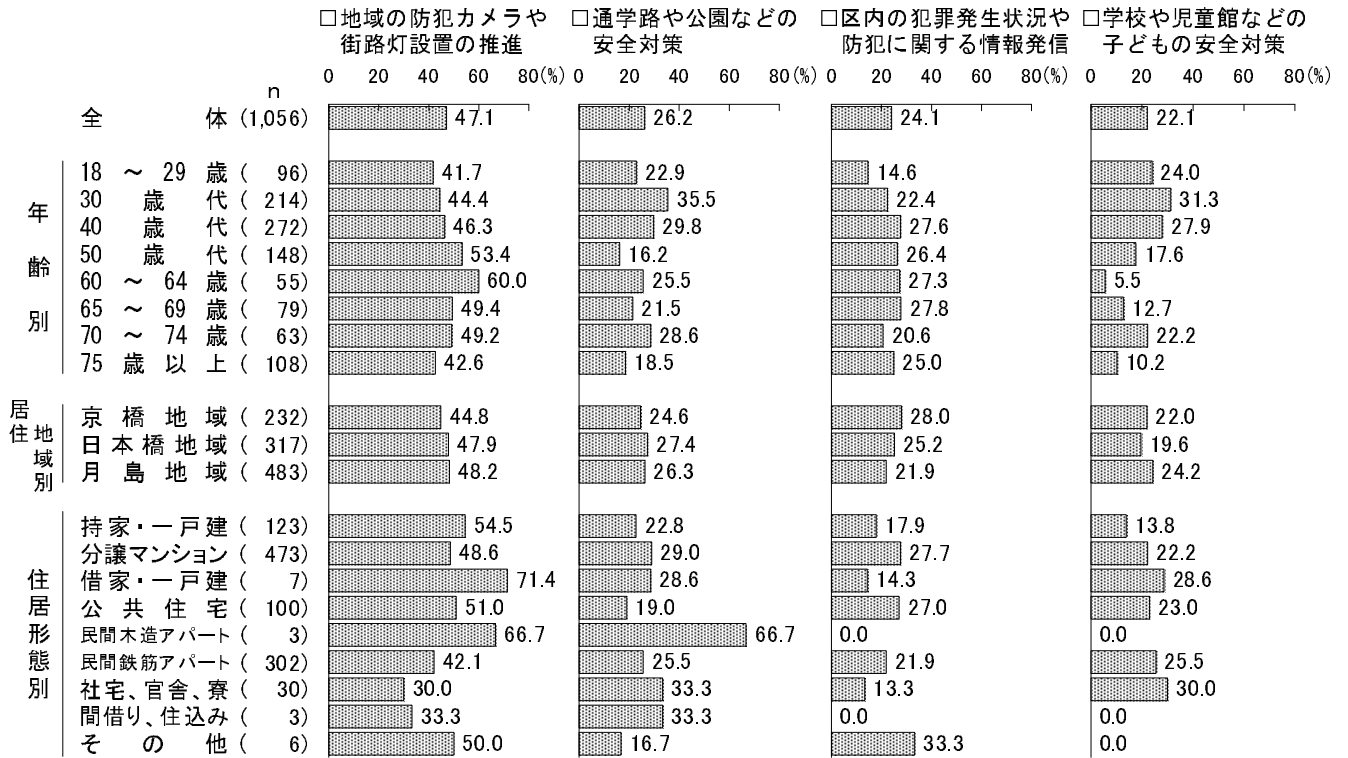 □地域の防犯カメラや 街路灯設置の推進
□通学路や公園などの 安全対策
□区内の犯罪発生状況や 防犯に関する情報発信
□学校や児童館などの 子どもの安全対策
0 20 40 60 80(%) 0 20 40 60 80(%) 0 20 40 60 80(%) 0 20 40 60 80(%)
n
全体 (1,056) 47.1 26.2 24.1 22.1
年齢別
18～29歳 ( 96) 41.7 22.9 14.6 24.0
30歳代 ( 214) 44.4 35.5 22.4 31.3
40歳代 ( 272) 46.3 29.8 27.6 27.9
50歳代 ( 148) 53.4 16.2 26.4 17.6
60～64歳 ( 55) 60.0 25.5 27.3 5.5
65～69歳 ( 79) 49.4 21.5 27.8 12.7
70～74歳 ( 63) 49.2 28.6 20.6 22.2
75歳以上 ( 108) 42.6 18.5 25.0 10.2
居住地域別
京橋地域 ( 232) 44.8 24.6 28.0 22.0
日本橋地域 ( 317) 47.9 27.4 25.2 19.6
月島地域 ( 483) 48.2 26.3 21.9 24.2
住居形態別
持家・一戸建 ( 123) 54.5 22.8 17.9 13.8
分譲マンション ( 473) 48.6 29.0 27.7 22.2
借家・一戸建 ( 7) 71.4 28.6 14.3 28.6
公共住宅 ( 100) 51.0 19.0 27.0 23.0
民間木造アパート ( 3) 66.7 66.7 0.0 0.0
民間鉄筋アパート ( 302) 42.1 25.5 21.9 25.5
社宅、官舎、寮 ( 30) 30.0 33.3 13.3 30.0
間借り、住込み ( 3) 33.3 33.3 0.0 0.0
その他 ( 6) 50.0 16.7 33.3 0.0